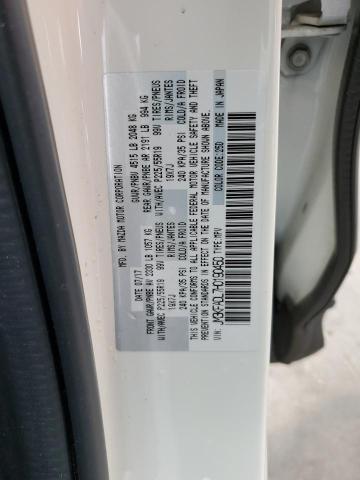 MFD. BY MAZDA MOTOR CORPORATION
DATE: 07/17 GVWR/PNBV 4515 LB 2048 KG
FRONT GAWR/PNBE AV 2330 LB 1057 KG REAR GAWR/PNBE AR 2191 LB 994 KG
WITH/AVEC P225/55R19 99V TIRES/PNEUS WITH/AVEC P225/55R19 99V TIRES/PNEUS
19X7J RIMS/JANTES 19X7J RIMS/JANTES
240 KPA/35 PSI COLD/A FROID 240 KPA/35 PSI COLD/A FROID
THIS VEHICLE CONFORMS TO ALL APPLICABLE FEDERAL MOTOR VEHICLE SAFETY AND THEFT
PREVENTION STANDARDS IN EFFECT ON THE DATE OF MANUFACTURE SHOWN ABOVE.
VIN/NIV: TYPE: MPV MADE IN JAPAN
COLOR CODE: 25D